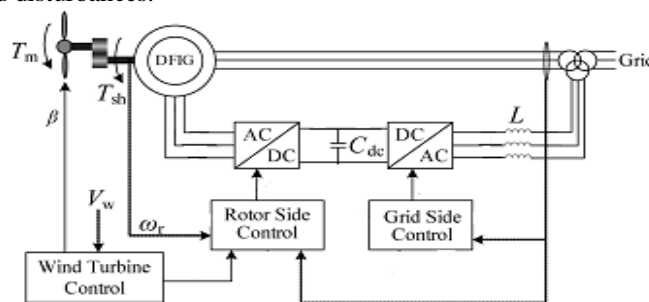 d disturbances.
T_m
DFIG
Grid
T_sh
β
AC
DC
C_dc
DC
AC
L
V_w
ω_r
Rotor Side
Control
Grid Side
Control
Wind Turbine
Control